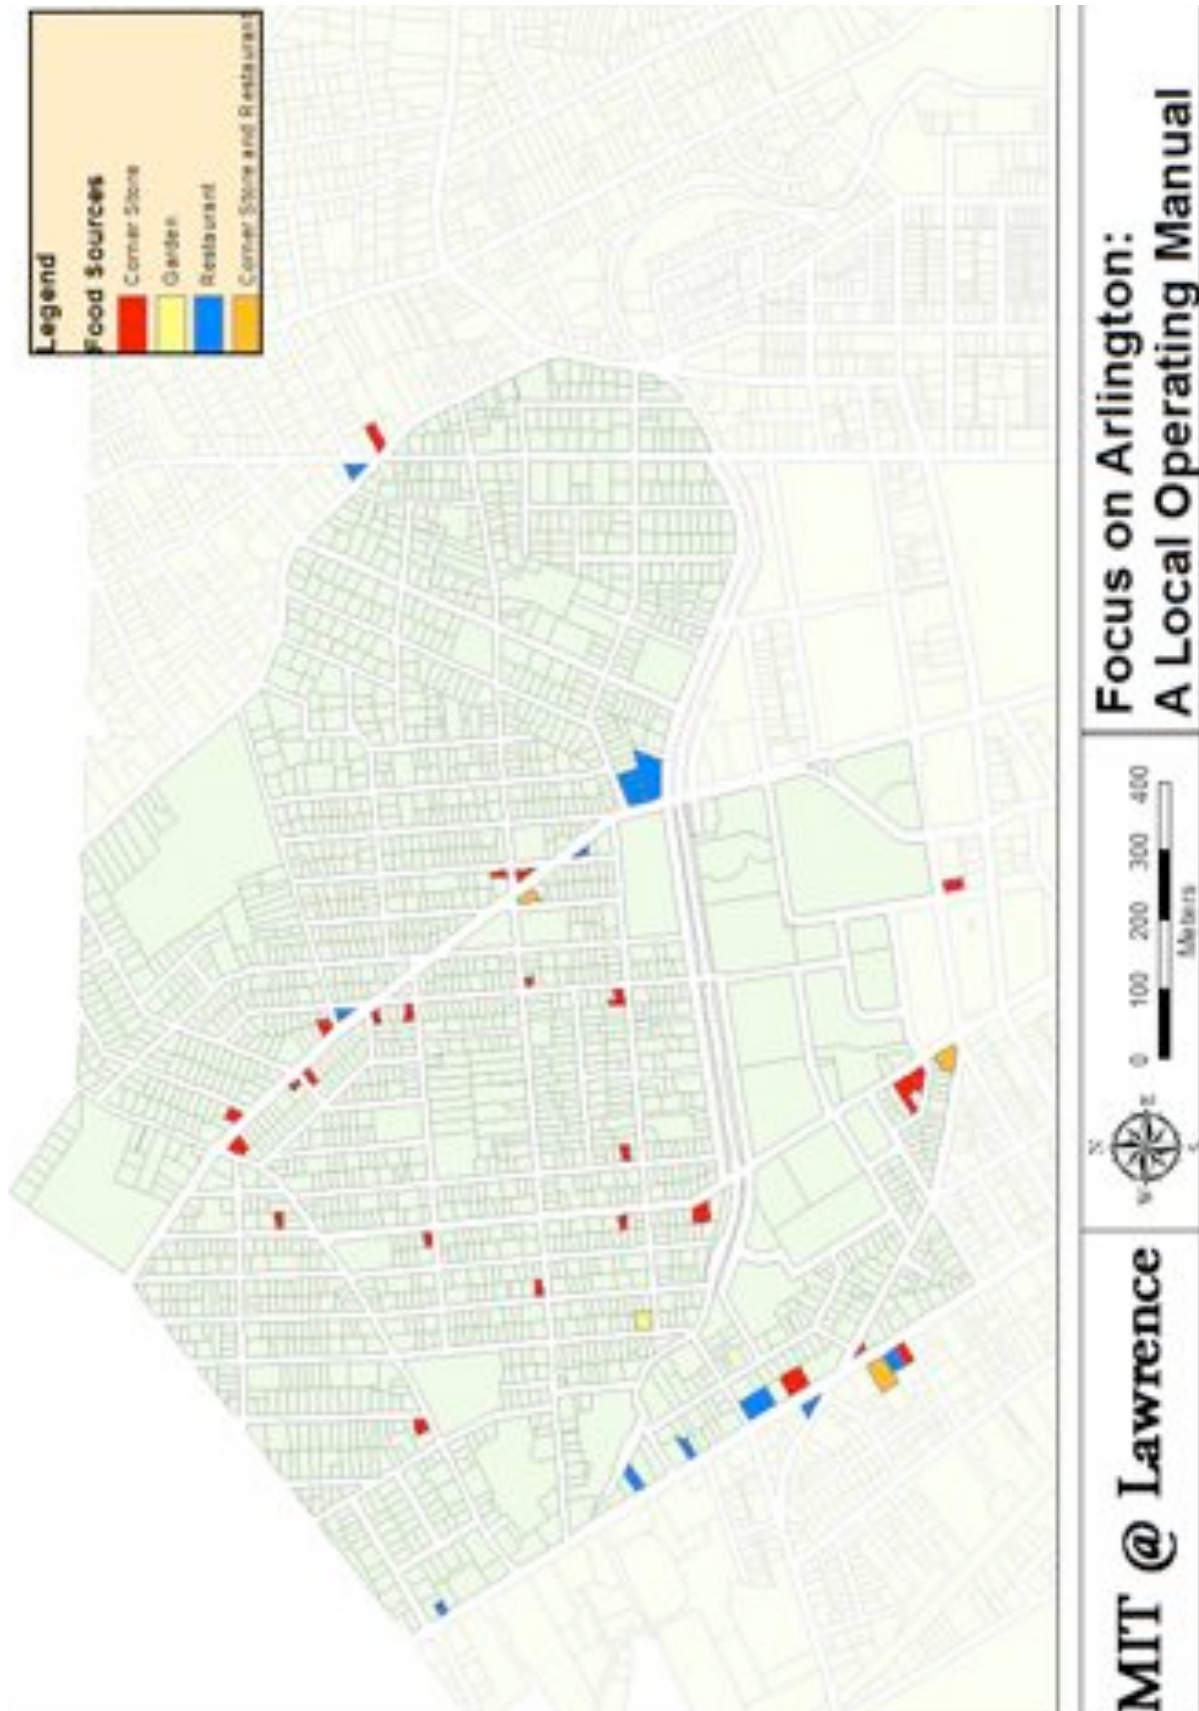 Legend
Food Sources
Corner Store
Garden
Restaurant
Corner Store and Restaurant
MIT @ Lawrence
N
W
E
S
0 100 200 300 400
Meters
Focus on Arlington:
A Local Operating Manual